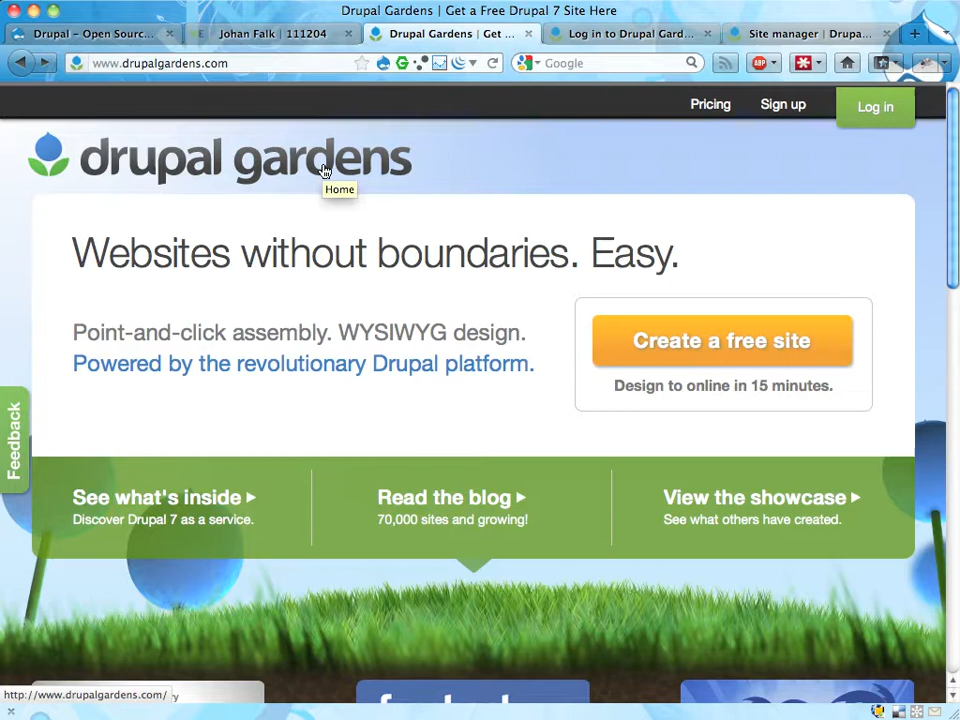 Drupal Gardens | Get a Free Drupal 7 Site Here
Drupal – Open Sourc...
Johan Falk | 111204
Drupal Gardens | Get ...
Log in to Drupal Gard...
Site manager | Drupa...
www.drupalgardens.com
Google
ABP
Pricing
Sign up
Log in
drupal gardens
Home
Websites without boundaries. Easy.
Point-and-click assembly. WYSIWYG design.
Powered by the revolutionary Drupal platform.
Create a free site
Design to online in 15 minutes.
Feedback
See what's inside
Discover Drupal 7 as a service.
Read the blog
70,000 sites and growing!
View the showcase
See what others have created.
http://www.drupalgardens.com/